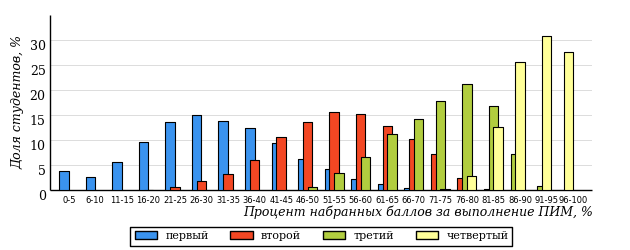 Доля студентов, %
30
25
20
15
10
5
0
0-5 6-10 11-15 16-20 21-25 26-30 31-35 36-40 41-45 46-50 51-55 56-60 61-65 66-70 71-75 76-80 81-85 86-90 91-95 96-100
Процент набранных баллов за выполнение ПИМ, %
первый второй третий четвертый